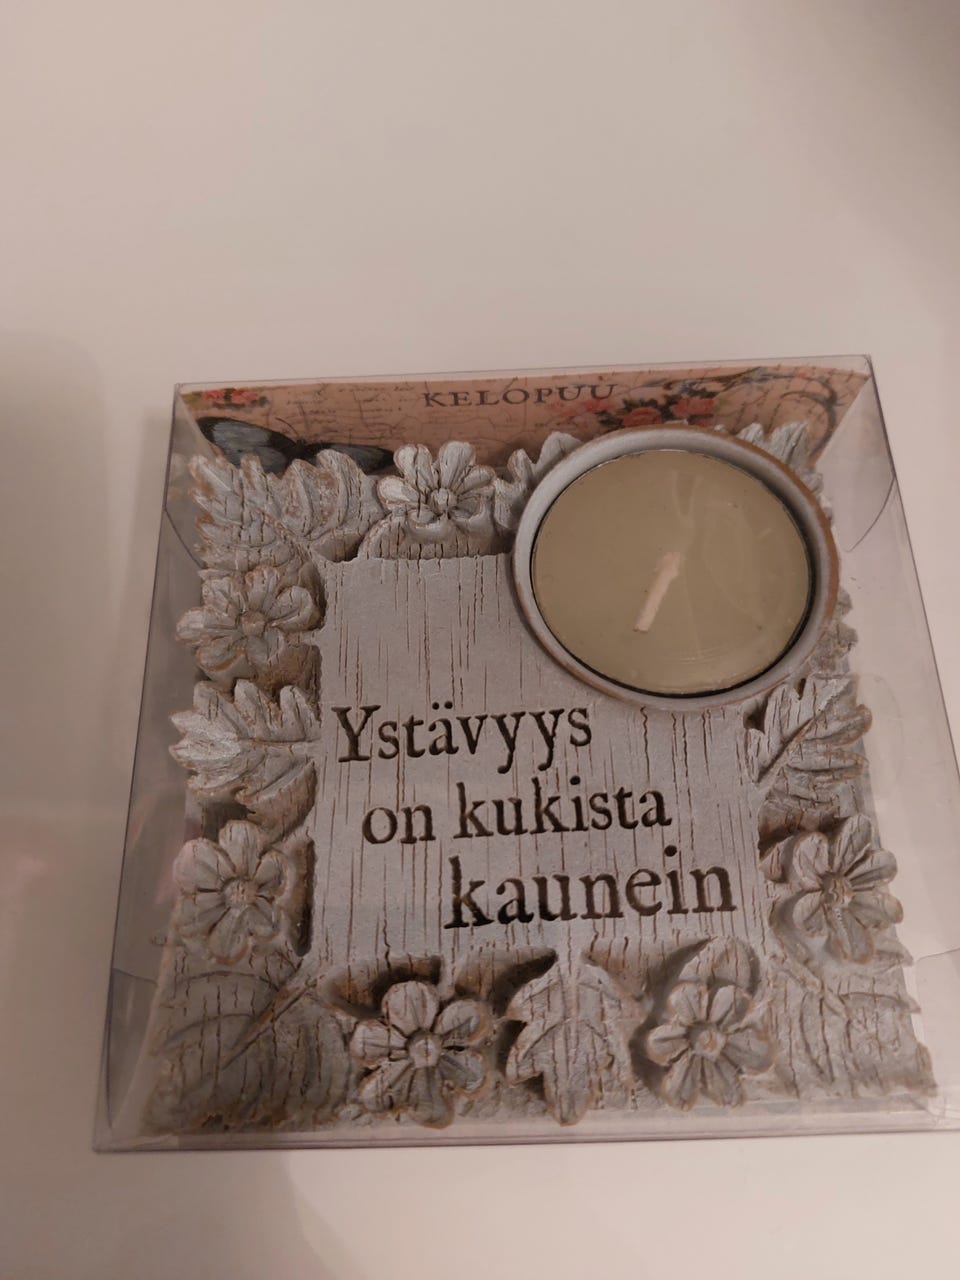 KELOPUU
Ystävyys
on kukista
kaunein